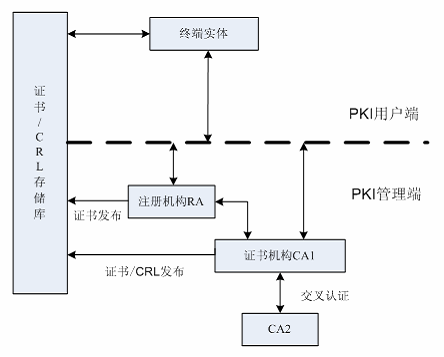 终端实体
证书/CRL存储库
PKI用户端
PKI管理端
注册机构RA
证书发布
证书机构CA1
证书/CRL发布
交叉认证
CA2